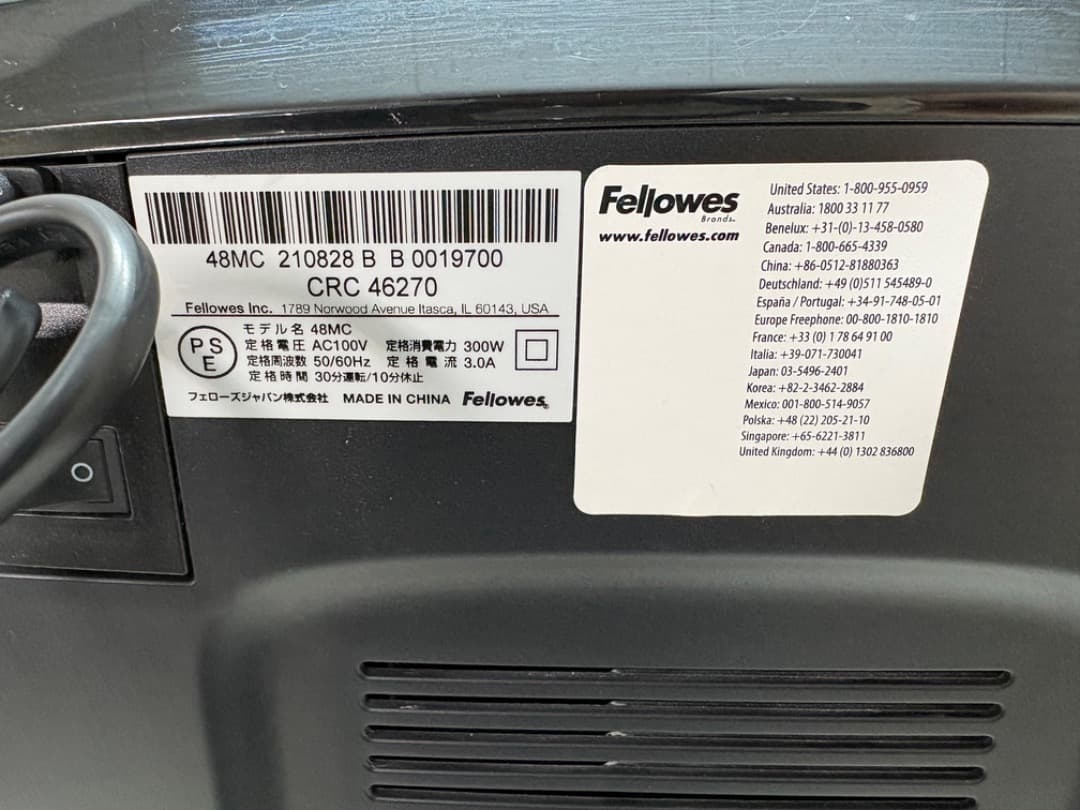 48MC 210828 B B 0019700
CRC 46270
Fellowes Inc. 1789 Norwood Avenue Itasca, IL 60143, USA
PS
E
モデル名 48MC
定格電圧 AC100V 定格消費電力 300W
定格周波数 50/60Hz 定格電流 3.0A
定格時間 30分運転/10分休止
フェローズジャパン株式会社 MADE IN CHINA Fellowes
Fellowes
Brands
www.fellowes.com
United States: 1-800-955-0959
Australia: 1800 33 11 77
Benelux: +31-(0)-13-458-0580
Canada: 1-800-665-4339
China: +86-0512-81880363
Deutschland: +49 (0)511 545489-0
España / Portugal: +34-91-748-05-01
Europe Freephone: 00-800-1810-1810
France: +33 (0) 1 78 64 91 00
Italia: +39-071-730041
Japan: 03-5496-2401
Korea: +82-2-3462-2884
Mexico: 001-800-514-9057
Polska: +48 (22) 205-21-10
Singapore: +65-6221-3811
United Kingdom: +44 (0) 1302 836800